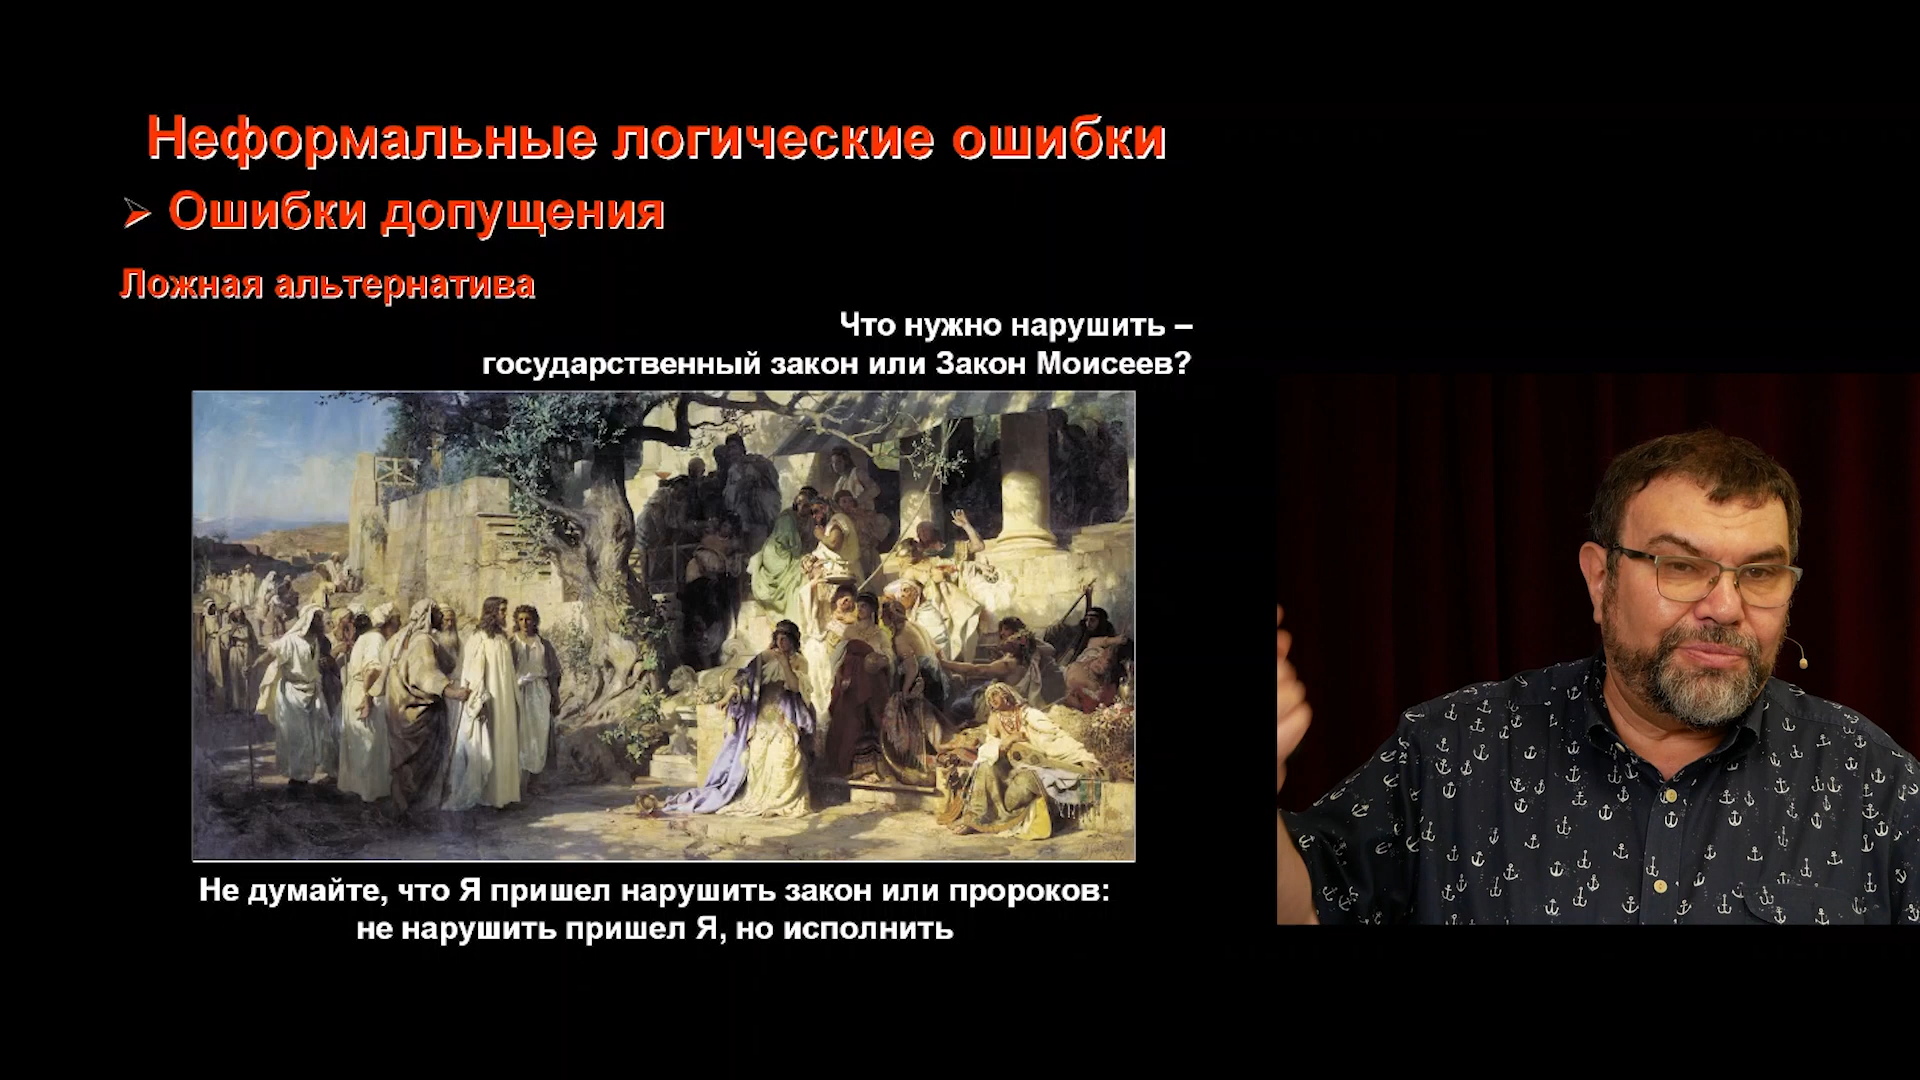 Неформальные логические ошибки
Ошибки допущения
Ложная альтернатива
Что нужно нарушить –
государственный закон или Закон Моисеев?
Не думайте, что Я пришел нарушить закон или пророков:
не нарушить пришел Я, но исполнить